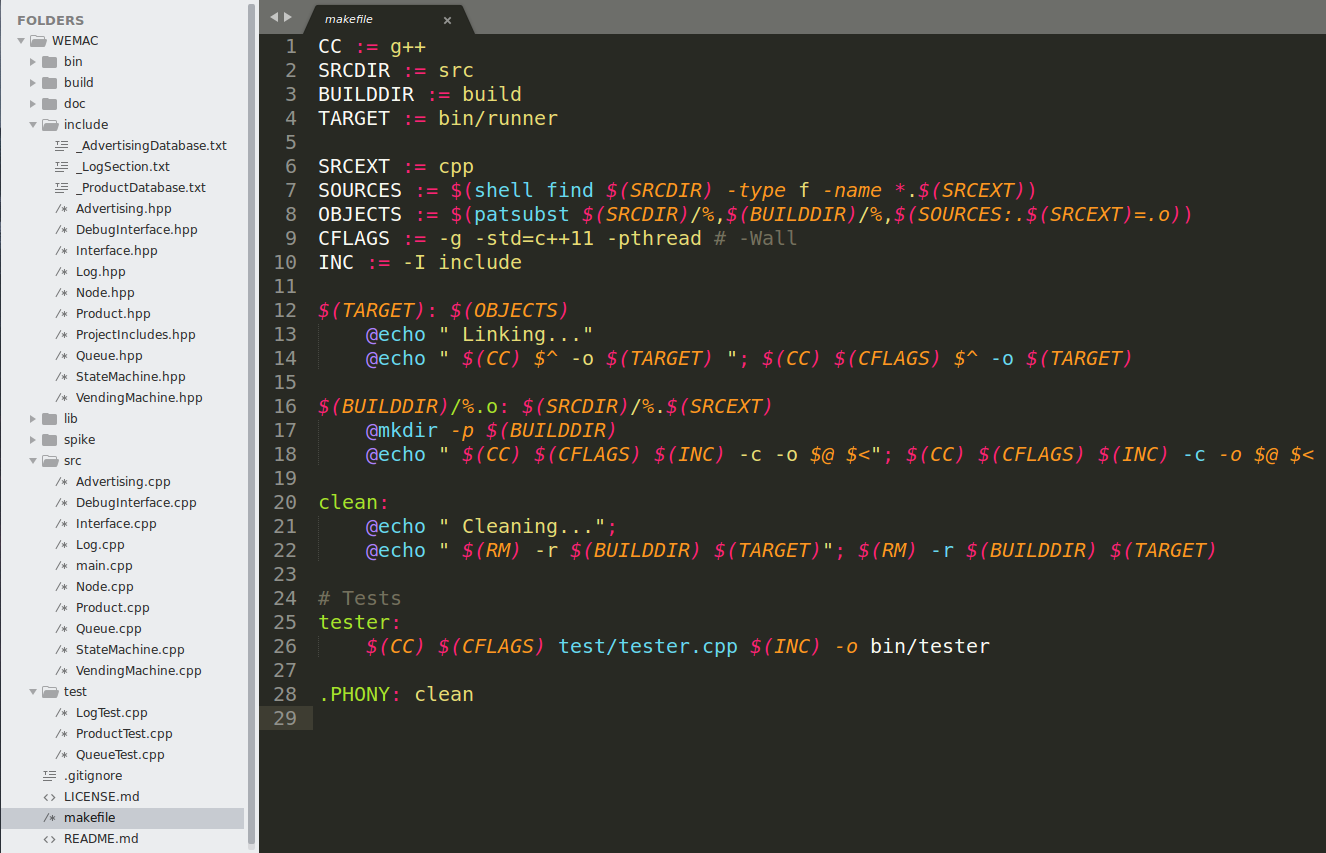 FOLDERS
WEMAC
bin
build
doc
include
_AdvertisingDatabase.txt
_LogSection.txt
_ProductDatabase.txt
/* Advertising.hpp
/* DebugInterface.hpp
/* Interface.hpp
/* Log.hpp
/* Node.hpp
/* Product.hpp
/* ProjectIncludes.hpp
/* Queue.hpp
/* StateMachine.hpp
/* VendingMachine.hpp
lib
spike
src
/* Advertising.cpp
/* DebugInterface.cpp
/* Interface.cpp
/* Log.cpp
/* main.cpp
/* Node.cpp
/* Product.cpp
/* Queue.cpp
/* StateMachine.cpp
/* VendingMachine.cpp
test
/* LogTest.cpp
/* ProductTest.cpp
/* QueueTest.cpp
.gitignore
<> LICENSE.md
/* makefile
<> README.md
makefile ×
1 CC := g++
2 SRCDIR := src
3 BUILDDIR := build
4 TARGET := bin/runner
5
6 SRCEXT := cpp
7 SOURCES := $(shell find $(SRCDIR) -type f -name *.$(SRCEXT))
8 OBJECTS := $(patsubst $(SRCDIR)/%,$(BUILDDIR)/%,$(SOURCES:.$(SRCEXT)=.o))
9 CFLAGS := -g -std=c++11 -pthread # -Wall
10 INC := -I include
11
12 $(TARGET): $(OBJECTS)
13     @echo " Linking..."
14     @echo " $(CC) $^ -o $(TARGET) "; $(CC) $(CFLAGS) $^ -o $(TARGET)
15
16 $(BUILDDIR)/%.o: $(SRCDIR)/%.$(SRCEXT)
17     @mkdir -p $(BUILDDIR)
18     @echo " $(CC) $(CFLAGS) $(INC) -c -o $@ $<"; $(CC) $(CFLAGS) $(INC) -c -o $@ $<
19
20 clean:
21     @echo " Cleaning...";
22     @echo " $(RM) -r $(BUILDDIR) $(TARGET)"; $(RM) -r $(BUILDDIR) $(TARGET)
23
24 # Tests
25 tester:
26     $(CC) $(CFLAGS) test/tester.cpp $(INC) -o bin/tester
27
28 .PHONY: clean
29